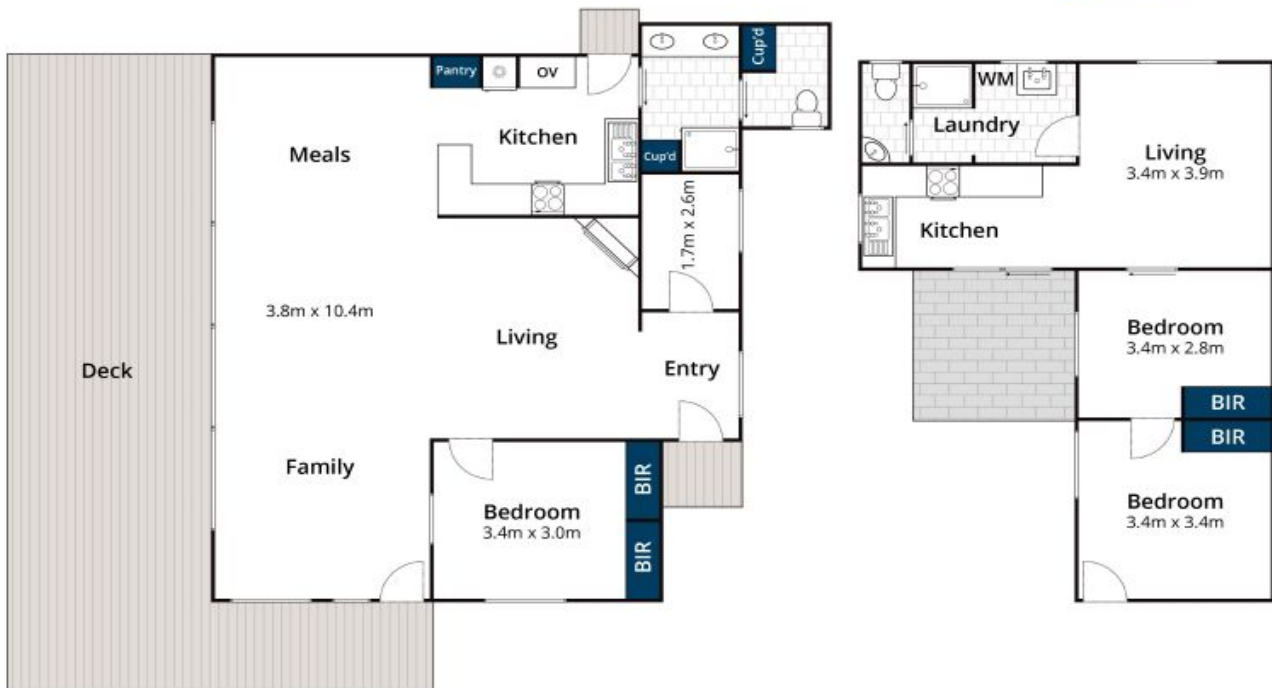 Pantry
OV
Cup'd
Meals
Kitchen
Cup'd
1.7m x 2.6m
3.8m x 10.4m
Living
Entry
Deck
Family
Bedroom
3.4m x 3.0m
BIR
BIR
WM
Laundry
Living
3.4m x 3.9m
Kitchen
Bedroom
3.4m x 2.8m
BIR
BIR
Bedroom
3.4m x 3.4m